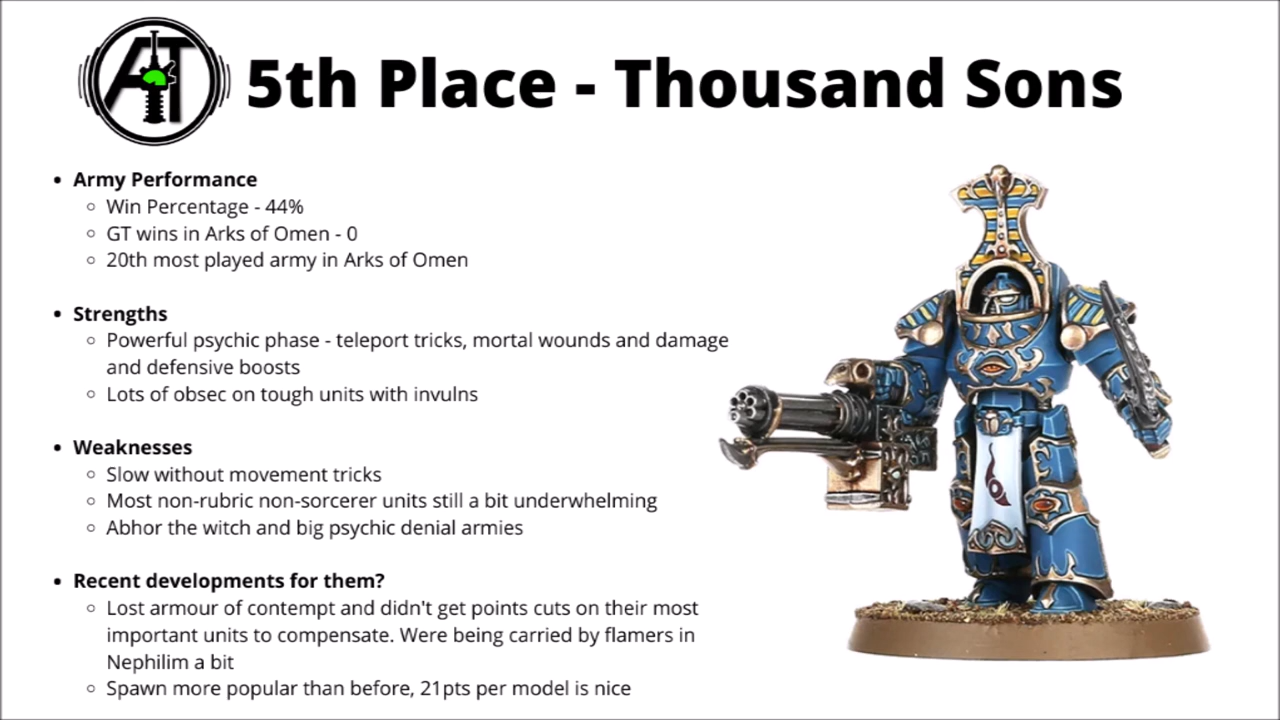 AT
5th Place - Thousand Sons
• Army Performance
◦ Win Percentage - 44%
◦ GT wins in Arks of Omen - 0
◦ 20th most played army in Arks of Omen
• Strengths
◦ Powerful psychic phase - teleport tricks, mortal wounds and damage
and defensive boosts
◦ Lots of obsec on tough units with invulns
• Weaknesses
◦ Slow without movement tricks
◦ Most non-rubric non-sorcerer units still a bit underwhelming
◦ Abhor the witch and big psychic denial armies
• Recent developments for them?
◦ Lost armour of contempt and didn't get points cuts on their most
important units to compensate. Were being carried by flamers in
Nephilim a bit
◦ Spawn more popular than before, 21pts per model is nice